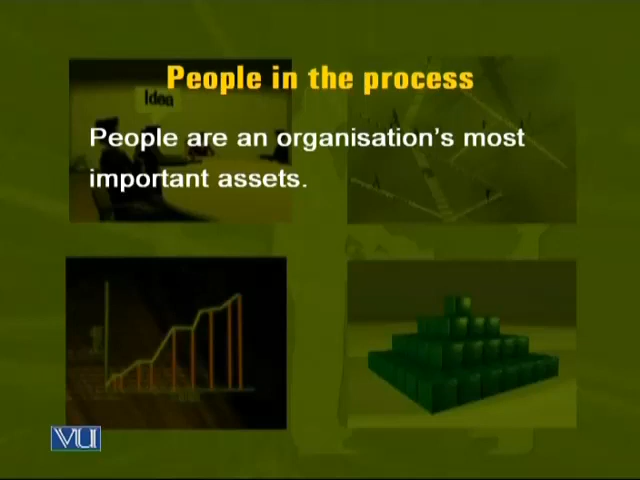 People in the process
Idea
People are an organisation's most
important assets.
VU